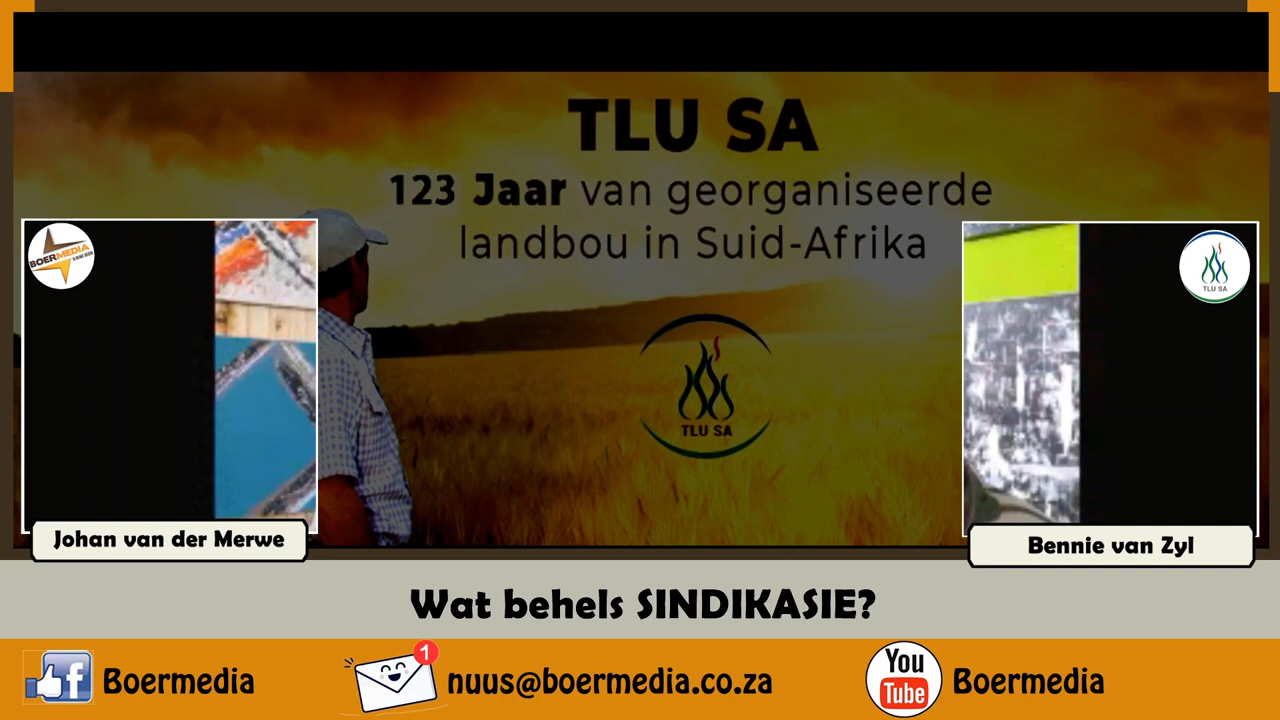 TLU SA
123 Jaar van georganiseerde
landbou in Suid-Afrika
BOERMEDIA
TLU SA
TLU SA
Johan van der Merwe
Bennie van Zyl
Wat behels SINDIKASIE?
f Boermedia
1
nuus@boermedia.co.za
You
Tube
Boermedia